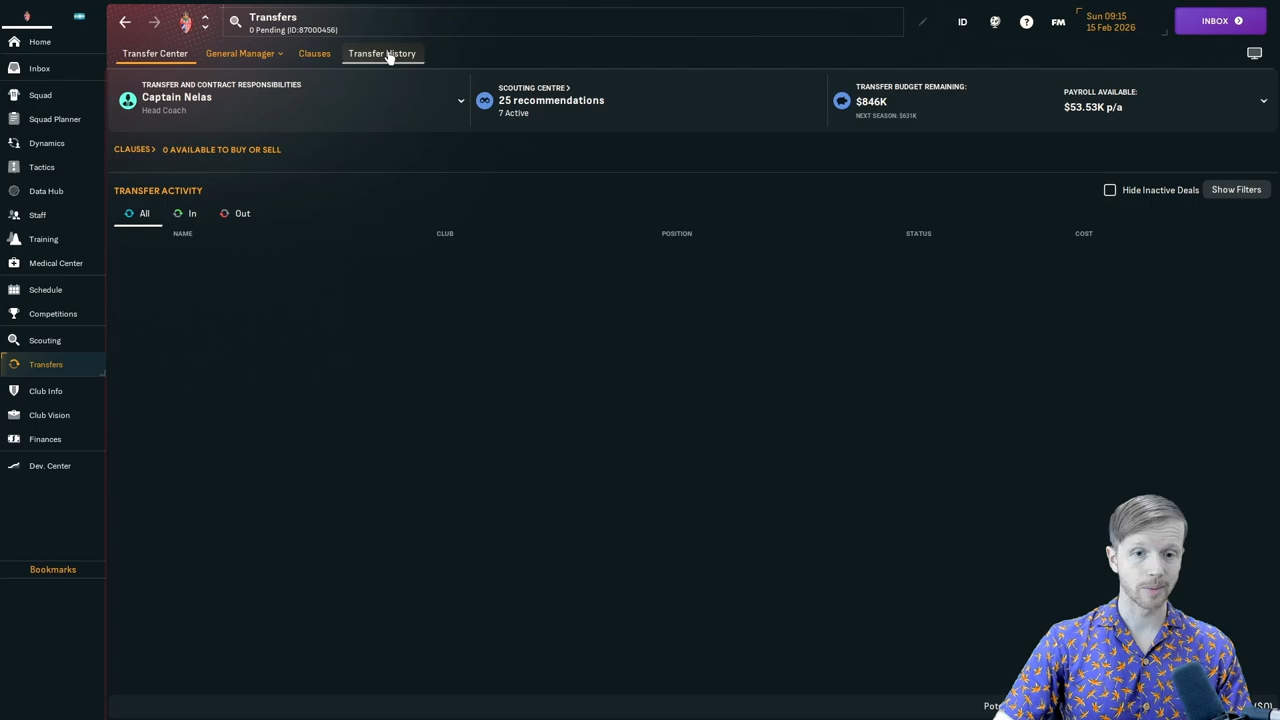 Transfers
0 Pending (ID:87000456)
ID
FM
Sun 09:15
15 Feb 2026
INBOX
Transfer Center
General Manager
Clauses
Transfer History
Home
Inbox
Squad
Squad Planner
Dynamics
Tactics
Data Hub
Staff
Training
Medical Center
Schedule
Competitions
Scouting
Transfers
Club Info
Club Vision
Finances
Dev. Center
Bookmarks
TRANSFER AND CONTRACT RESPONSIBILITIES
Captain Nelas
Head Coach
SCOUTING CENTRE >
25 recommendations
7 Active
TRANSFER BUDGET REMAINING:
$846K
NEXT SEASON: $631K
PAYROLL AVAILABLE:
$53.53K p/a
CLAUSES > 0 AVAILABLE TO BUY OR SELL
TRANSFER ACTIVITY
Hide Inactive Deals
Show Filters
All
In
Out
NAME CLUB POSITION STATUS COST